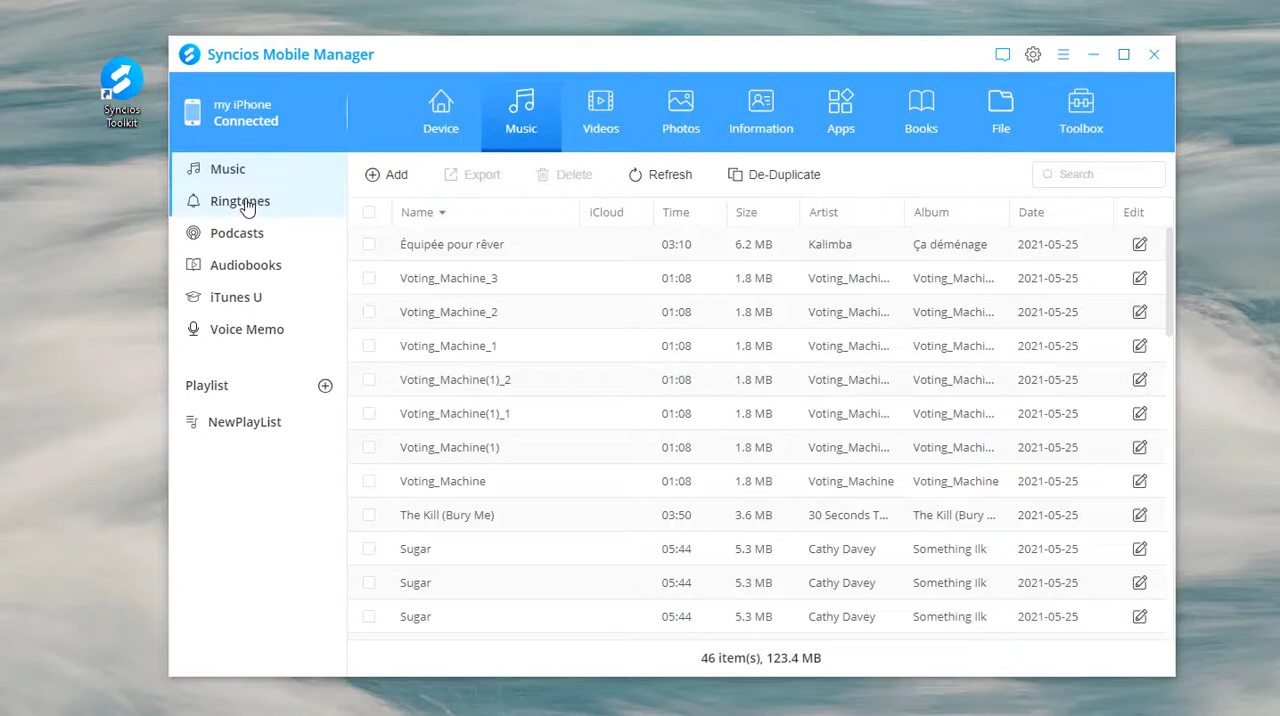 Syncios Mobile Manager
Syncios
Toolkit
my iPhone
Connected
Device
Music
Videos
Photos
Information
Apps
Books
File
Toolbox
Music
Ringtones
Podcasts
Audiobooks
iTunes U
Voice Memo
Playlist
NewPlayList
Add
Export
Delete
Refresh
De-Duplicate
Search
Name iCloud Time Size Artist Album Date Edit
Équipée pour rêver 03:10 6.2 MB Kalimba Ça déménage 2021-05-25
Voting_Machine_3 01:08 1.8 MB Voting_Machi... Voting_Machi... 2021-05-25
Voting_Machine_2 01:08 1.8 MB Voting_Machi... Voting_Machi... 2021-05-25
Voting_Machine_1 01:08 1.8 MB Voting_Machi... Voting_Machi... 2021-05-25
Voting_Machine(1)_2 01:08 1.8 MB Voting_Machi... Voting_Machi... 2021-05-25
Voting_Machine(1)_1 01:08 1.8 MB Voting_Machi... Voting_Machi... 2021-05-25
Voting_Machine(1) 01:08 1.8 MB Voting_Machi... Voting_Machi... 2021-05-25
Voting_Machine 01:08 1.8 MB Voting_Machine Voting_Machine 2021-05-25
The Kill (Bury Me) 03:50 3.6 MB 30 Seconds T... The Kill (Bury ... 2021-05-25
Sugar 05:44 5.3 MB Cathy Davey Something Ilk 2021-05-25
Sugar 05:44 5.3 MB Cathy Davey Something Ilk 2021-05-25
Sugar 05:44 5.3 MB Cathy Davey Something Ilk 2021-05-25
46 item(s), 123.4 MB